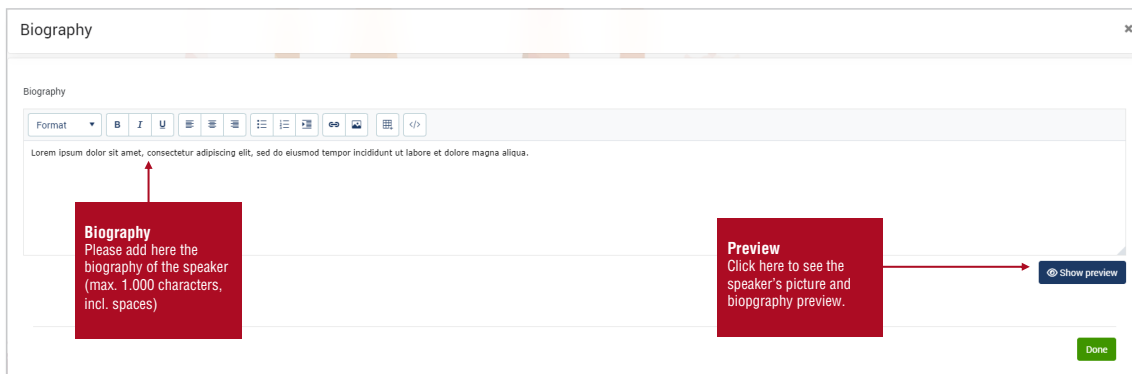 Biography
Biography
Format B I U
Lorem ipsum dolor sit amet, consectetur adipiscing elit, sed do eiusmod tempor incididunt ut labore et dolore magna aliqua.
Biography
Please add here the
biography of the speaker
(max. 1.000 characters,
incl. spaces)
Preview
Click here to see the
speaker's picture and
biopgraphy preview.
Show preview
Done